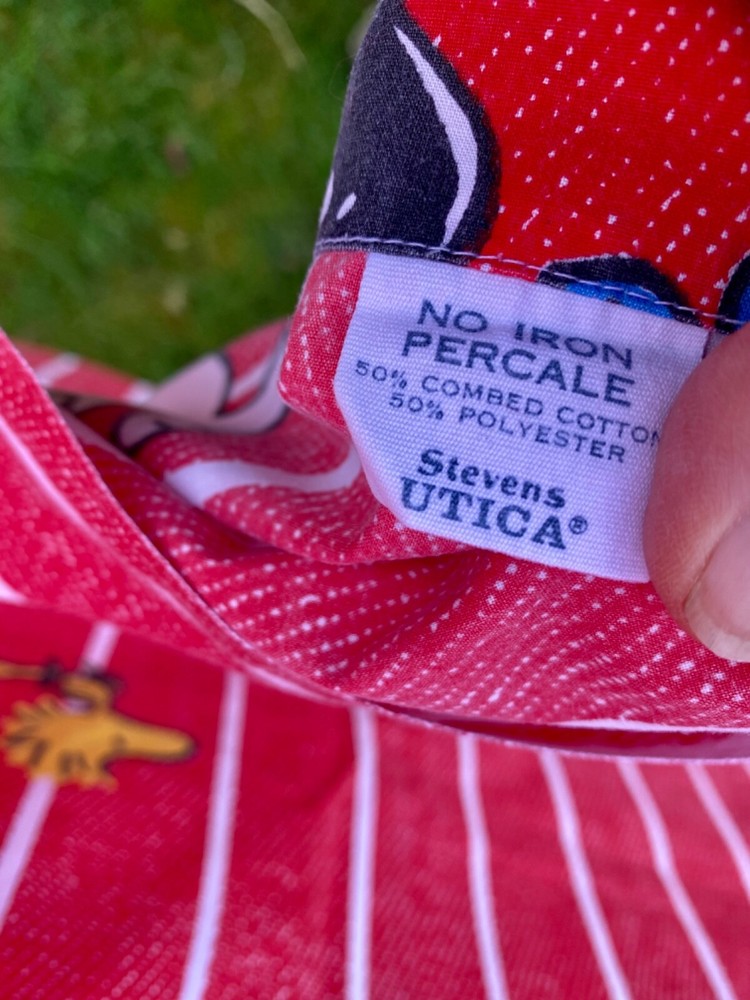 NO IRON
PERCALE
50% COMBED COTTON
50% POLYESTER
Stevens
UTICA®